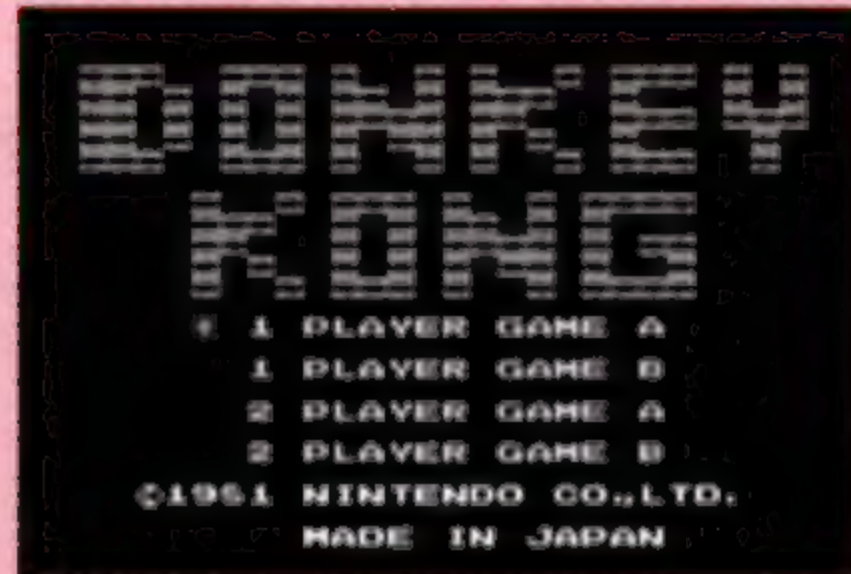 DONKEY
KONG
1 PLAYER GAME A
1 PLAYER GAME B
2 PLAYER GAME A
2 PLAYER GAME B
©1981 NINTENDO CO.,LTD.
MADE IN JAPAN